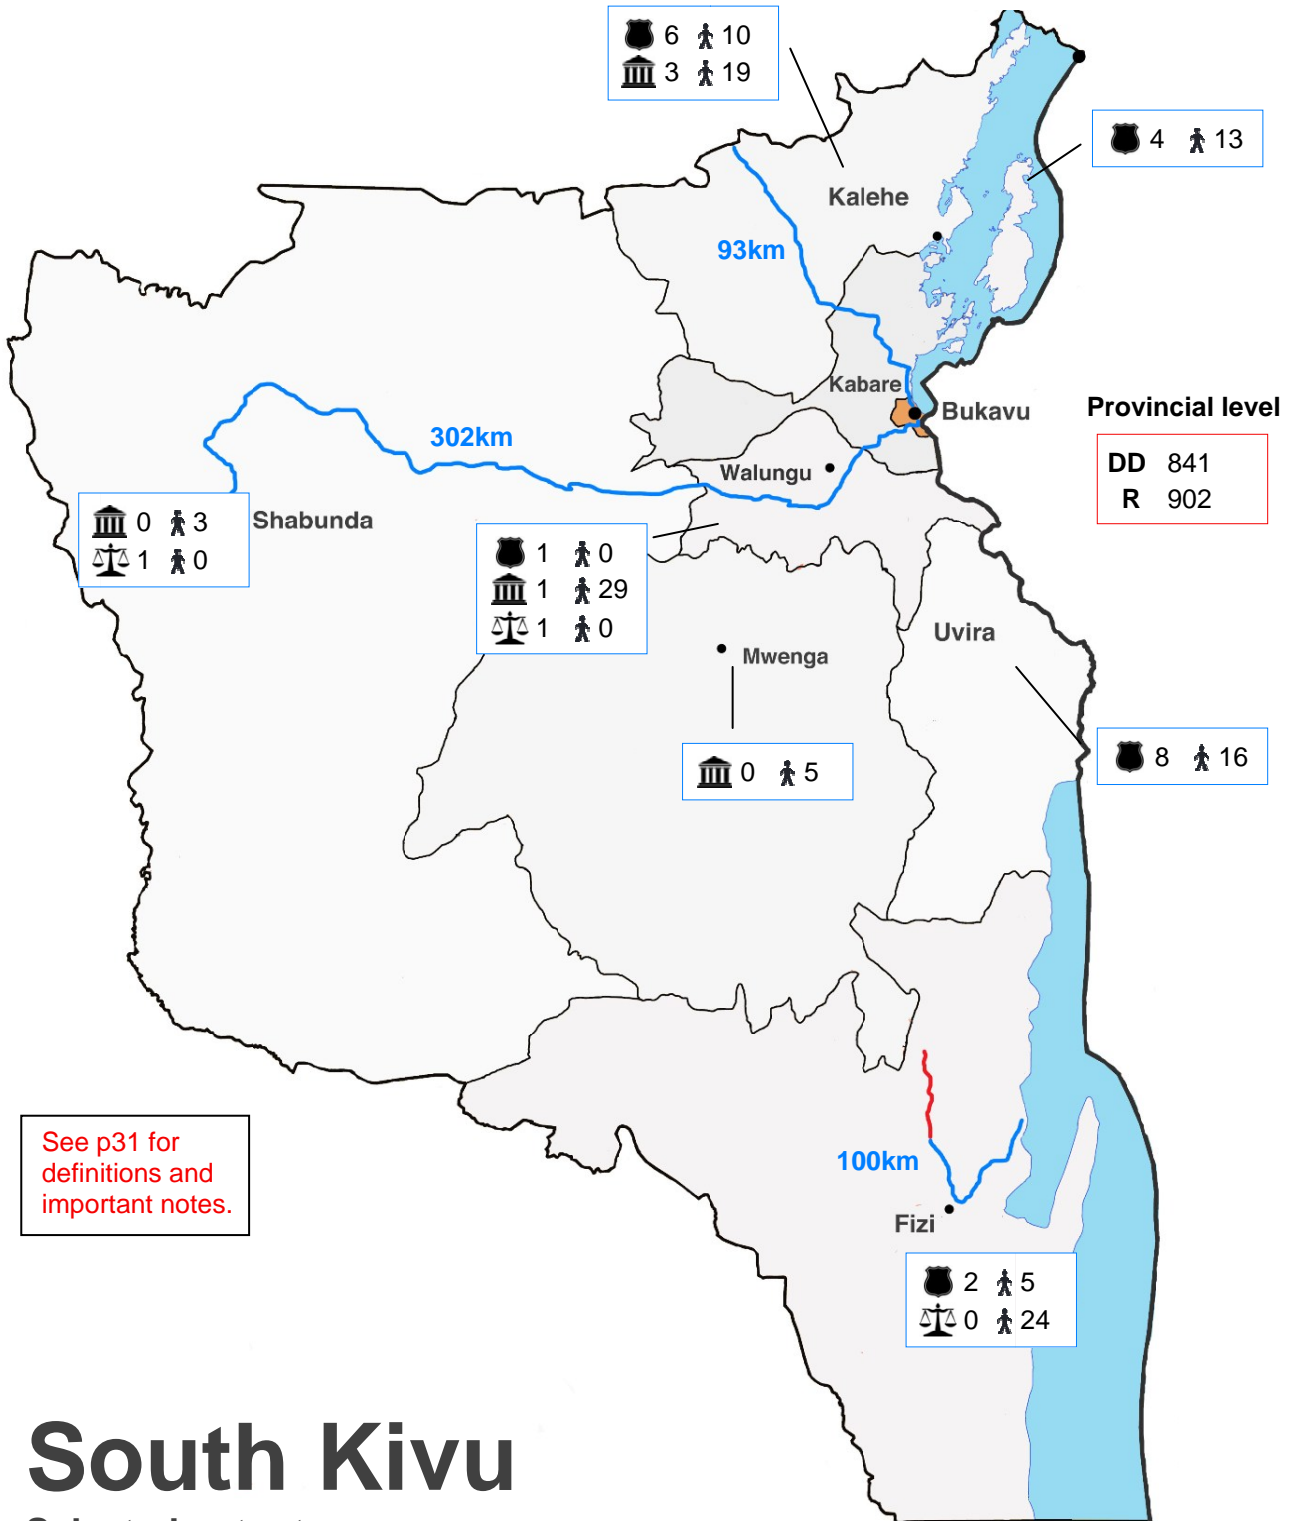 6 10
3 19
4 13
Kalehe
93km
Kabare
Bukavu
Provincial level
DD 841
R 902
302km
Walungu
0 3
1 0
Shabunda
1 0
1 29
1 0
Uvira
Mwenga
0 5
8 16
See p31 for
definitions and
important notes.
100km
Fizi
2 5
0 24
South Kivu